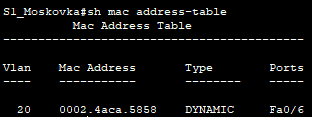 S1_Moskovka#sh mac address-table
Mac Address Table
-------------------------------------------
Vlan Mac Address Type Ports
---- ----------- -------- -----
20 0002.4aca.5858 DYNAMIC Fa0/6